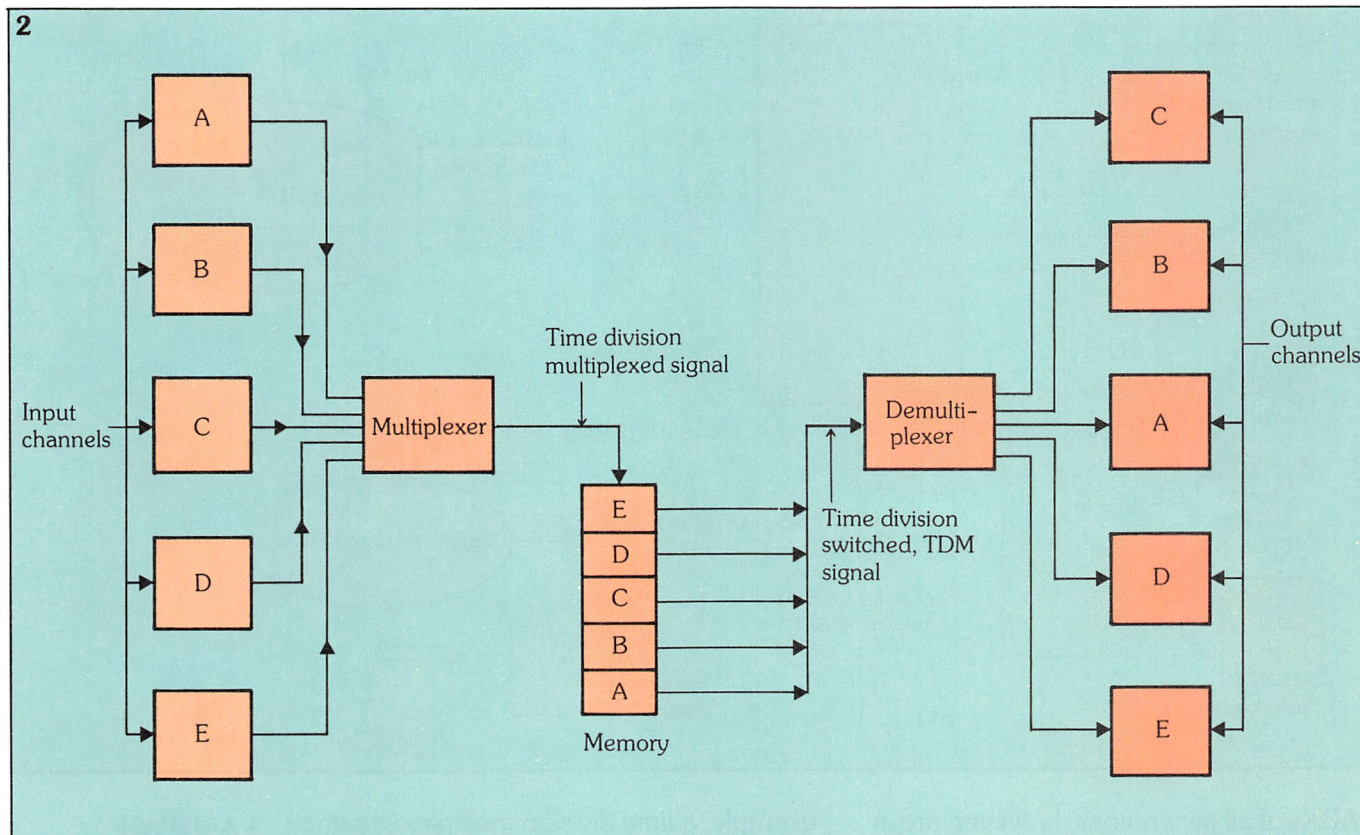 2
A
B
C
D
E
Input
channels
Multiplexer
Time division
multiplexed signal
E
D
C
B
A
Memory
Time division
switched, TDM
signal
Demulti-
plexer
C
B
A
D
E
Output
channels